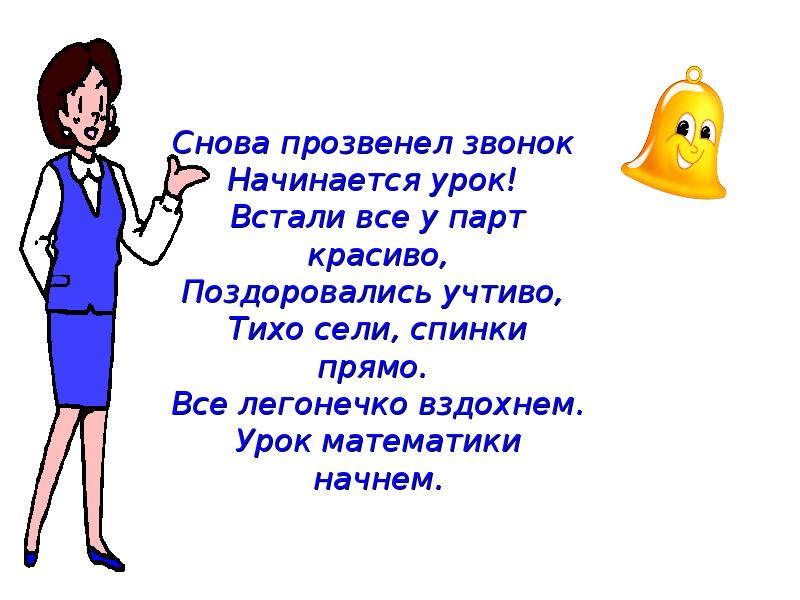 Снова прозвенел звонок
Начинается урок!
Встали все у парт
красиво,
Поздоровались учтиво,
Тихо сели, спинки
прямо.
Все легонечко вздохнем.
Урок математики
начнем.